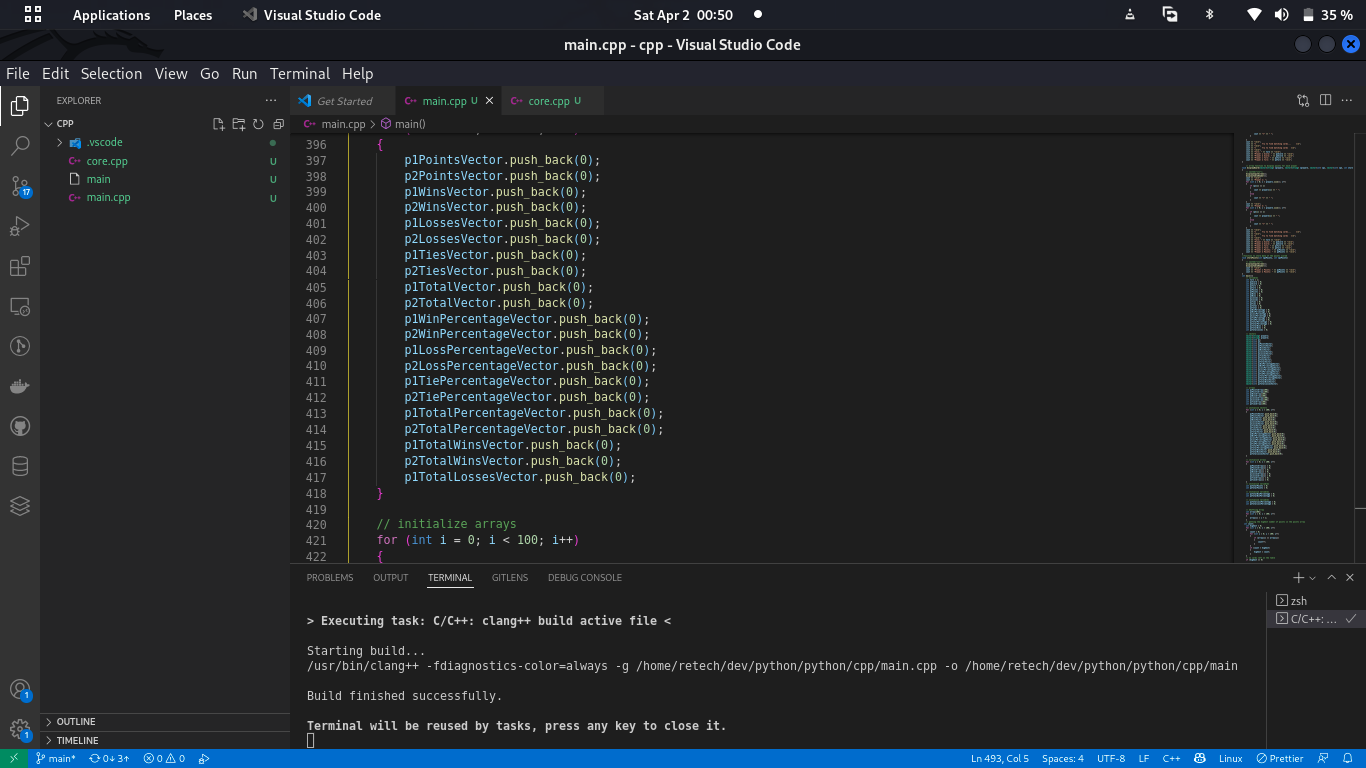 Applications Places Visual Studio Code Sat Apr 2 00:50 35 %
main.cpp - cpp - Visual Studio Code
File Edit Selection View Go Run Terminal Help
EXPLORER
CPP
.vscode
core.cpp U
main U
main.cpp U
17
1
1
OUTLINE
TIMELINE
Get Started main.cpp U core.cpp U
main.cpp > main()
396 {
397 p1PointsVector.push_back(0);
398 p2PointsVector.push_back(0);
399 p1WinsVector.push_back(0);
400 p2WinsVector.push_back(0);
401 p1LossesVector.push_back(0);
402 p2LossesVector.push_back(0);
403 p1TiesVector.push_back(0);
404 p2TiesVector.push_back(0);
405 p1TotalVector.push_back(0);
406 p2TotalVector.push_back(0);
407 p1WinPercentageVector.push_back(0);
408 p2WinPercentageVector.push_back(0);
409 p1LossPercentageVector.push_back(0);
410 p2LossPercentageVector.push_back(0);
411 p1TiePercentageVector.push_back(0);
412 p2TiePercentageVector.push_back(0);
413 p1TotalPercentageVector.push_back(0);
414 p2TotalPercentageVector.push_back(0);
415 p1TotalWinsVector.push_back(0);
416 p2TotalWinsVector.push_back(0);
417 p1TotalLossesVector.push_back(0);
418 }
419
420 // initialize arrays
421 for (int i = 0; i < 100; i++)
422 {
PROBLEMS OUTPUT TERMINAL GITLENS DEBUG CONSOLE
> Executing task: C/C++: clang++ build active file <
Starting build...
/usr/bin/clang++ -fdiagnostics-color=always -g /home/retech/dev/python/python/cpp/main.cpp -o /home/retech/dev/python/python/cpp/main
Build finished successfully.
Terminal will be reused by tasks, press any key to close it.
zsh
C/C++: ...
main* 0↓ 3↑ 0 0 Ln 493, Col 5 Spaces: 4 UTF-8 LF C++ Linux Prettier